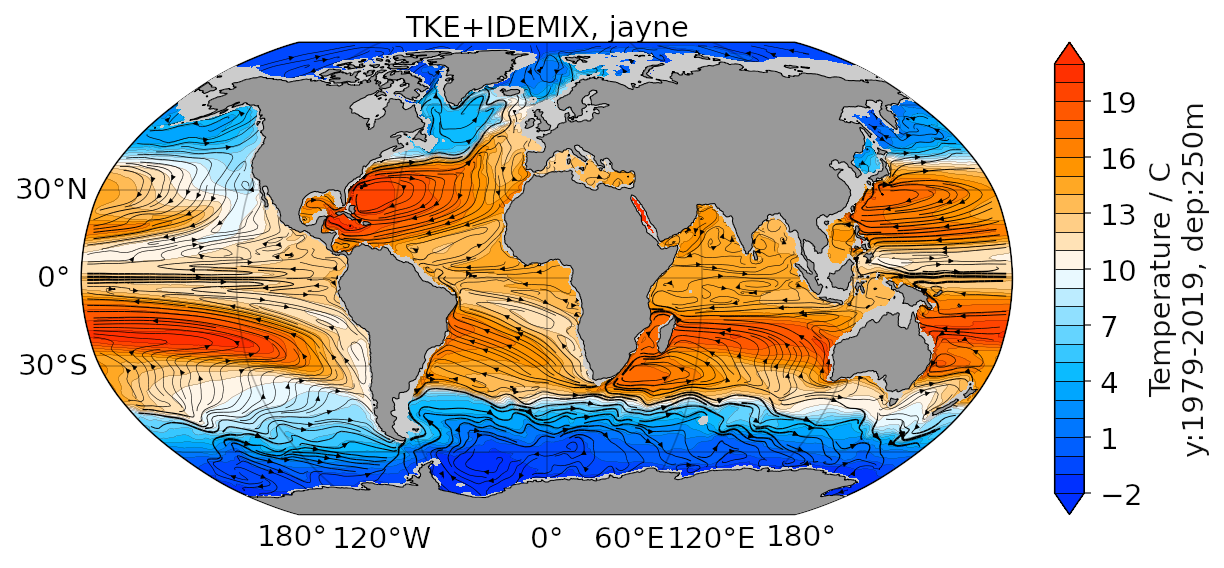 TKE+IDEMIX, jayne
30°N
0°
30°S
180° 120°W 0° 60°E 120°E 180°
19
16
13
10
7
4
1
−2
Temperature / C
y:1979-2019, dep:250m